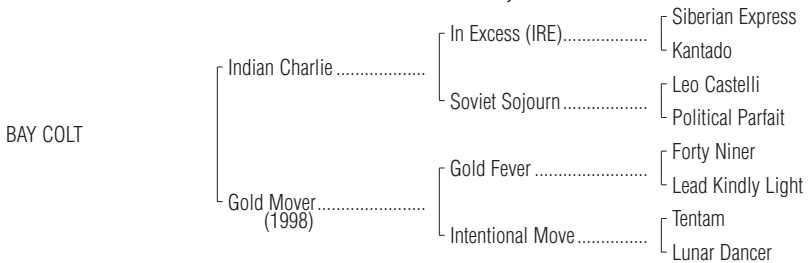 Siberian Express
In Excess (IRE)..................
Kantado
Indian Charlie ...................
Leo Castelli
Soviet Sojourn..................
Political Parfait
BAY COLT
Forty Niner
Gold Fever ........................
Lead Kindly Light
Gold Mover.......................
(1998)
Tentam
Intentional Move...............
Lunar Dancer